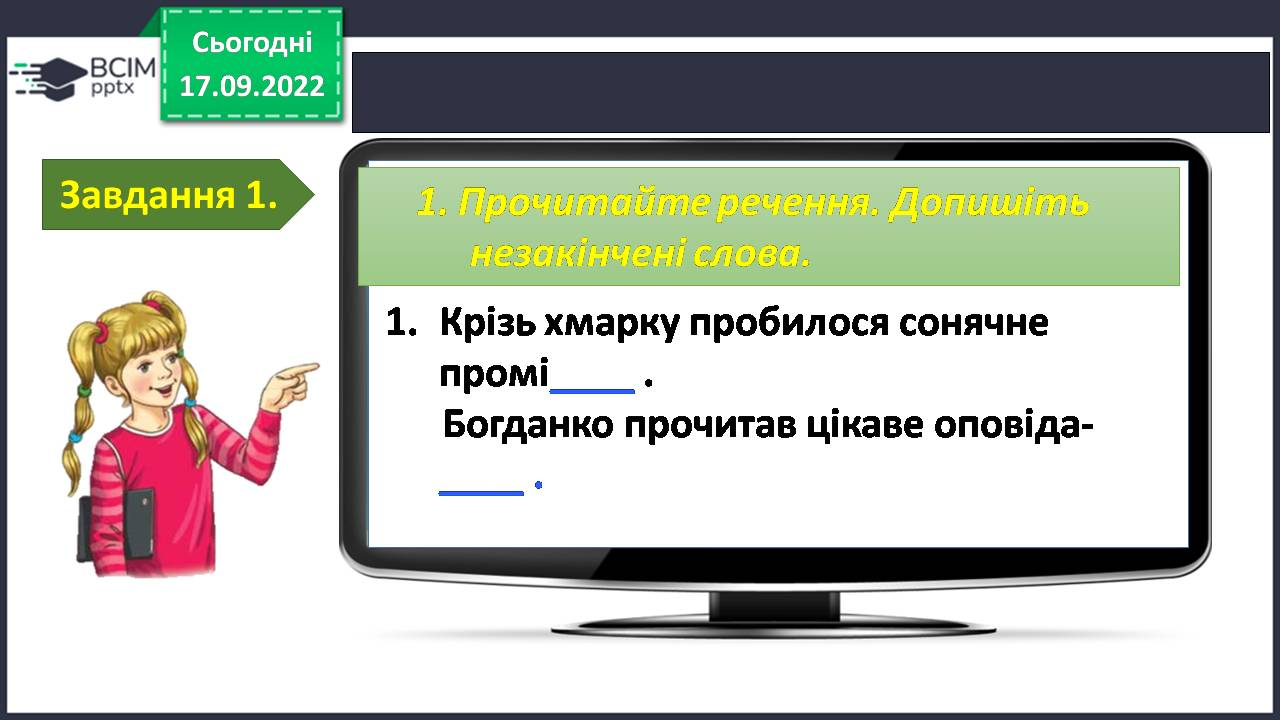 Сьогодні
17.09.2022
ВСІМ
pptx
Завдання 1.
1. Прочитайте речення. Допишіть
незакінчені слова.
1. Крізь хмарку пробилося сонячне
промі____ .
Богданко прочитав цікаве оповіда-
____ .